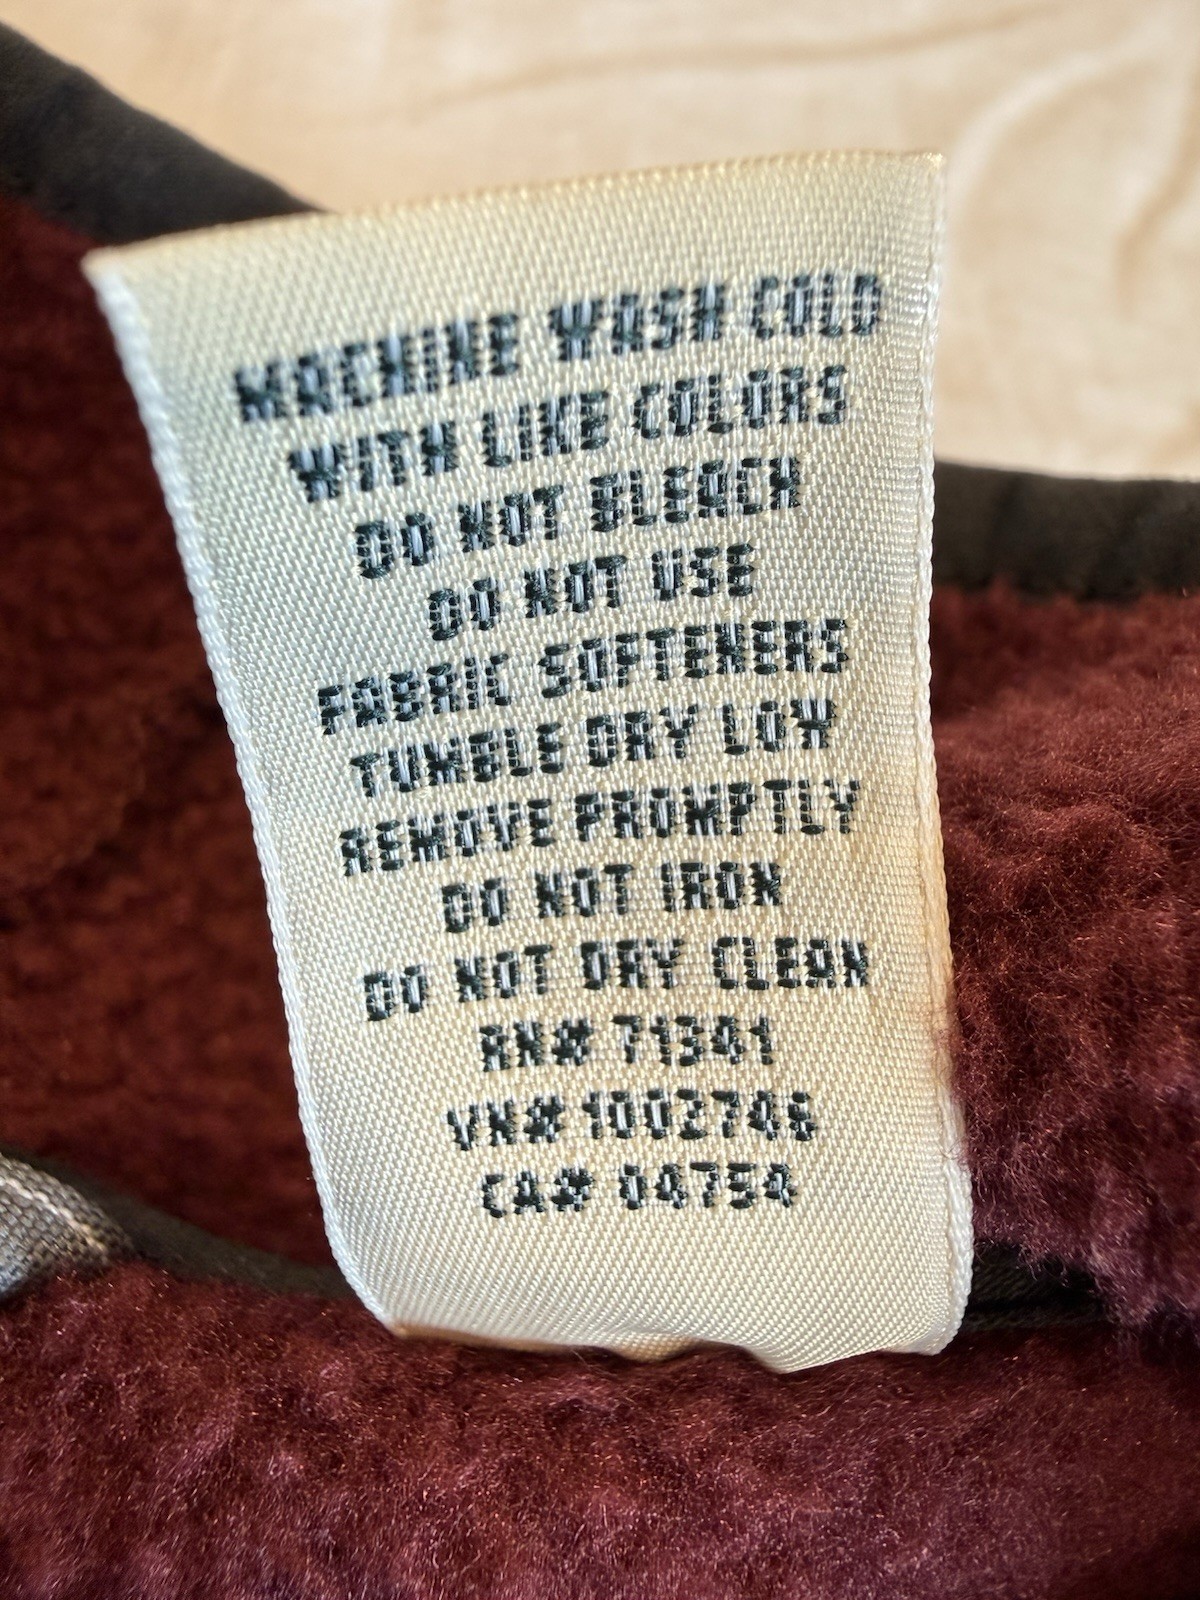 MACHINE WASH COLD
WITH LIKE COLORS
DO NOT BLEACH
DO NOT USE
FABRIC SOFTENERS
TUMBLE DRY LOW
REMOVE PROMPTLY
DO NOT IRON
DO NOT DRY CLEAN
RN# 71341
VN# 1002746
CA# 04754